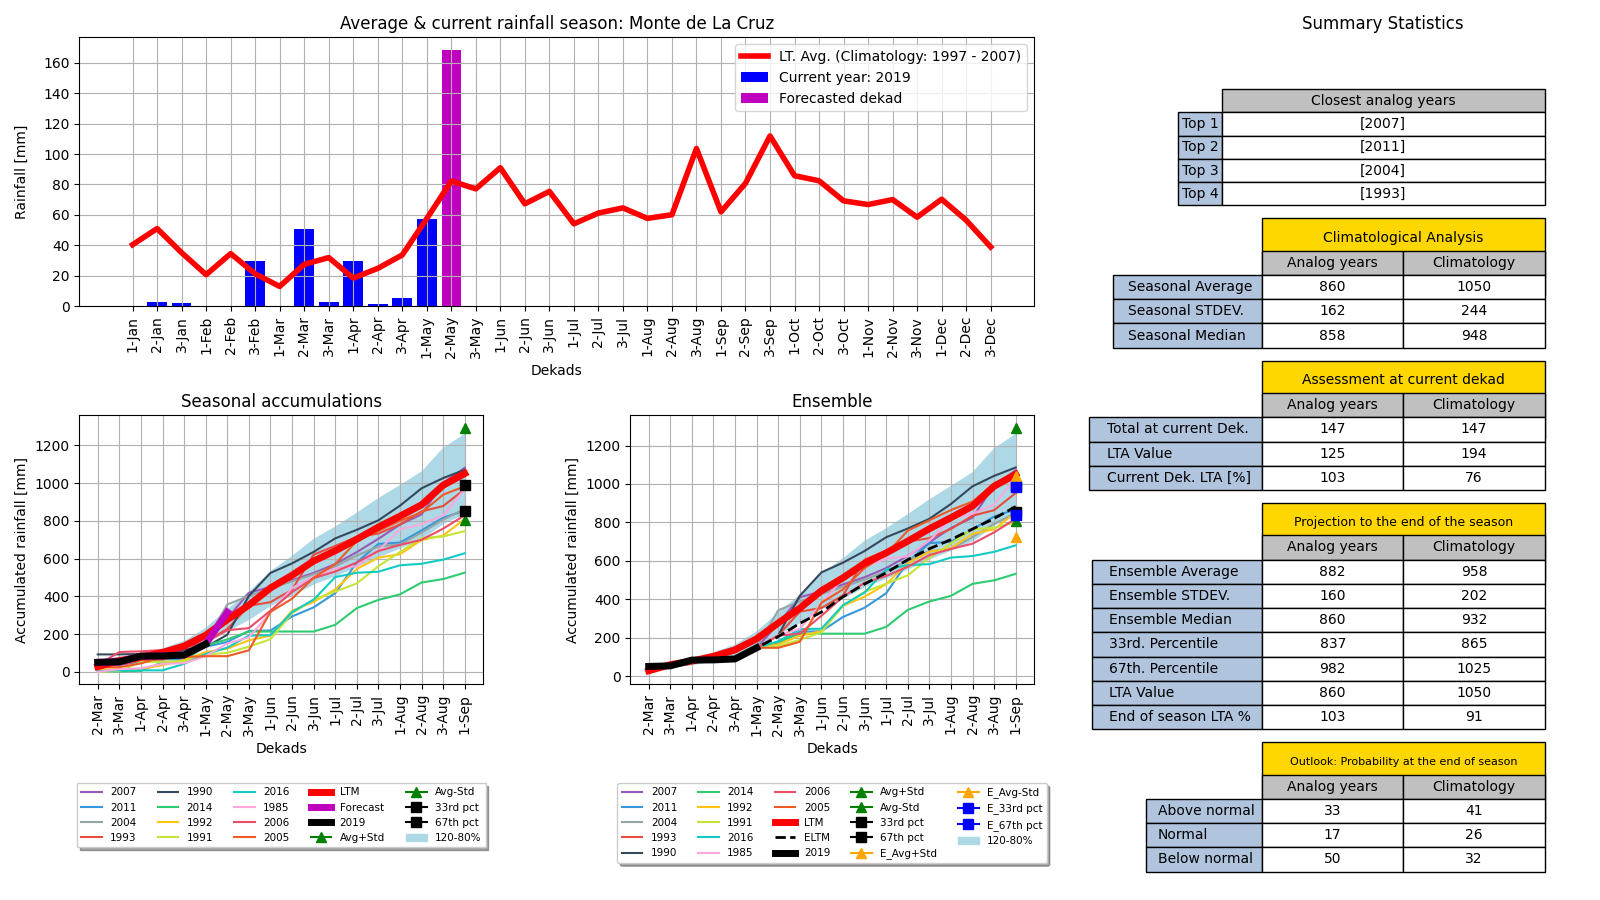 Average & current rainfall season: Monte de La Cruz
Rainfall [mm]
160
140
120
100
80
60
40
20
0
LT. Avg. (Climatology: 1997 - 2007)
Current year: 2019
Forecasted dekad
1-Jan 2-Jan 3-Jan 1-Feb 2-Feb 3-Feb 1-Mar 2-Mar 3-Mar 1-Apr 2-Apr 3-Apr 1-May 2-May 3-May 1-Jun 2-Jun 3-Jun 1-Jul 2-Jul 3-Jul 1-Aug 2-Aug 3-Aug 1-Sep 2-Sep 3-Sep 1-Oct 2-Oct 3-Oct 1-Nov 2-Nov 3-Nov 1-Dec 2-Dec 3-Dec
Dekads
Seasonal accumulations
Accumulated rainfall [mm]
1200
1000
800
600
400
200
0
2-Mar 3-Mar 1-Apr 2-Apr 3-Apr 1-May 2-May 3-May 1-Jun 2-Jun 3-Jun 1-Jul 2-Jul 3-Jul 1-Aug 2-Aug 3-Aug 1-Sep
Dekads
2007 1990 2016 LTM Avg-Std
2011 2014 1985 Forecast 33rd pct
2004 1992 2006 2019 67th pct
1993 1991 2005 Avg+Std 120-80%
Ensemble
Accumulated rainfall [mm]
1200
1000
800
600
400
200
0
2-Mar 3-Mar 1-Apr 2-Apr 3-Apr 1-May 2-May 3-May 1-Jun 2-Jun 3-Jun 1-Jul 2-Jul 3-Jul 1-Aug 2-Aug 3-Aug 1-Sep
Dekads
2007 2014 2006 Avg+Std E_Avg-Std
2011 1992 2005 Avg-Std E_33rd pct
2004 1991 LTM 33rd pct E_67th pct
1993 2016 ELTM 67th pct 120-80%
1990 1985 2019 E_Avg+Std
Summary Statistics
Closest analog years
Top 1 [2007]
Top 2 [2011]
Top 3 [2004]
Top 4 [1993]
Climatological Analysis
Analog years Climatology
Seasonal Average 860 1050
Seasonal STDEV. 162 244
Seasonal Median 858 948
Assessment at current dekad
Analog years Climatology
Total at current Dek. 147 147
LTA Value 125 194
Current Dek. LTA [%] 103 76
Projection to the end of the season
Analog years Climatology
Ensemble Average 882 958
Ensemble STDEV. 160 202
Ensemble Median 860 932
33rd. Percentile 837 865
67th. Percentile 982 1025
LTA Value 860 1050
End of season LTA % 103 91
Outlook: Probability at the end of season
Analog years Climatology
Above normal 33 41
Normal 17 26
Below normal 50 32